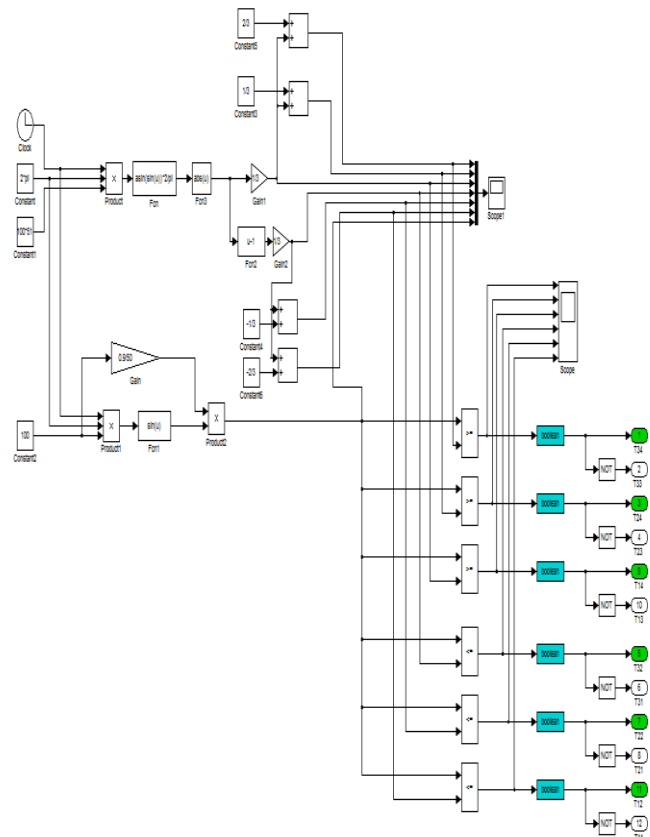 2/3
+
+
Constant5
1/3
+
+
Constant3
Clock
2*pi
Constant
100*51
Constant1
X
Product
asin(sin(u))*2/pi
Fcn
abs(u)
Fcn3
1/3
Gain1
u-1
Fcn2
1/3
Gain2
Scope1
-1/3
+
+
Constant4
-2/3
+
+
Constant6
0.9/50
Gain
100
Constant2
X
Product1
sin(u)
Fcn1
X
Product2
Scope
>=
boolean
1
T34
NOT
2
T33
>=
boolean
3
T24
NOT
4
T23
>=
boolean
T14
NOT
10
T13
<=
boolean
T32
NOT
6
T31
<=
boolean
7
T22
NOT
8
T21
<=
boolean
11
T12
NOT
12